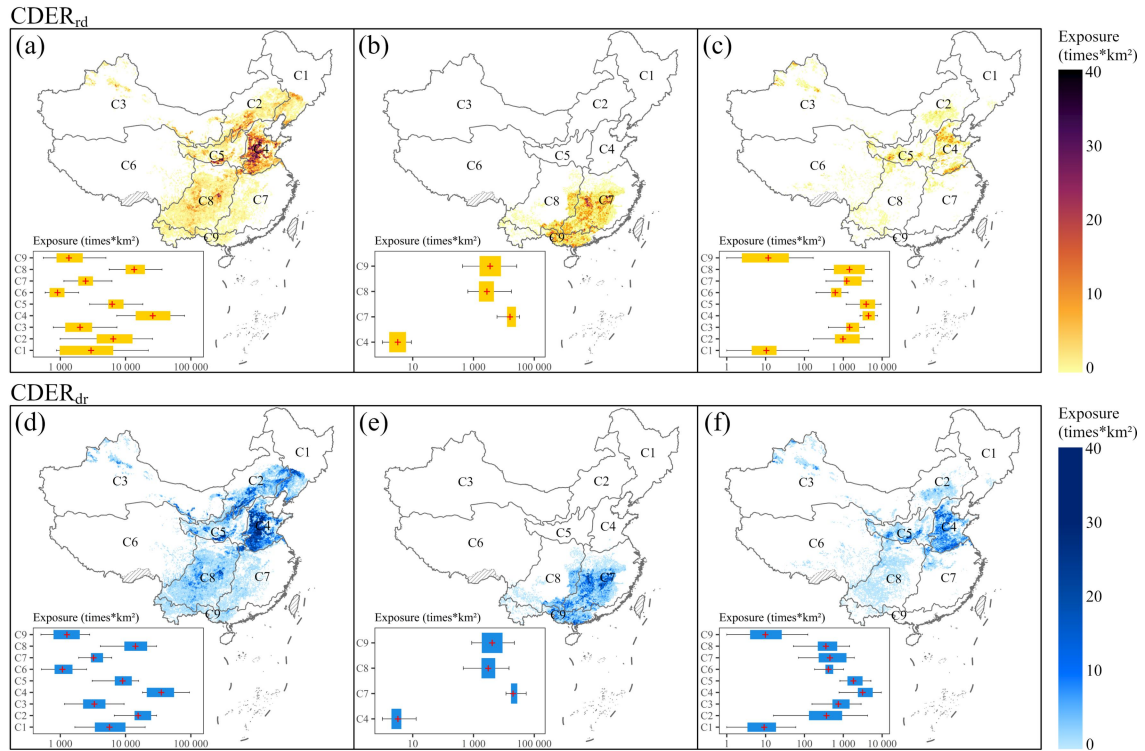 CDERrd
(a)
C1
C2
C3
C4
C5
C6
C7
C8
C9
Exposure (times*km²)
C9
C8
C7
C6
C5
C4
C3
C2
C1
1 000
10 000
100 000
(b)
C1
C2
C3
C4
C5
C6
C7
C8
C9
Exposure (times*km²)
C9
C8
C7
C4
10
1 000
100 000
(c)
C1
C2
C3
C4
C5
C6
C7
C8
C9
Exposure (times*km²)
C9
C8
C7
C6
C5
C4
C3
C2
C1
1
10
100
1 000
10 000
Exposure
(times*km²)
40
30
20
10
0
CDERdr
(d)
C1
C2
C3
C4
C5
C6
C7
C8
C9
Exposure (times*km²)
C9
C8
C7
C6
C5
C4
C3
C2
C1
1 000
10 000
100 000
(e)
C1
C2
C3
C4
C5
C6
C7
C8
C9
Exposure (times*km²)
C9
C8
C7
C4
10
1 000
100 000
(f)
C1
C2
C3
C4
C5
C6
C7
C8
C9
Exposure (times*km²)
C9
C8
C7
C6
C5
C4
C3
C2
C1
1
10
100
1 000
10 000
Exposure
(times*km²)
40
30
20
10
0